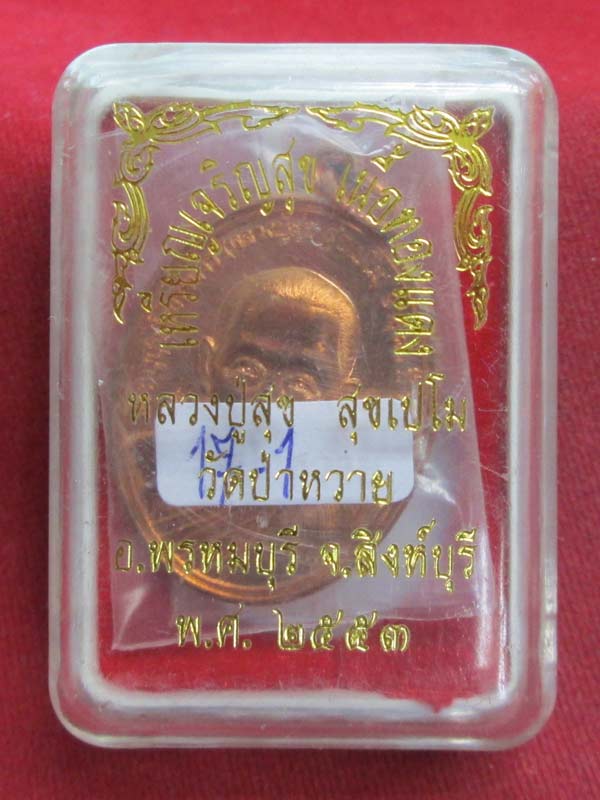 เหรียญเจริญสุข เนื้อทองแดง
หลวงปู่สุข สุขเปโม
วัดป่าหวาย
อ.พรหมบุรี จ.สิงห์บุรี
พ.ศ. ๒๕๕๓